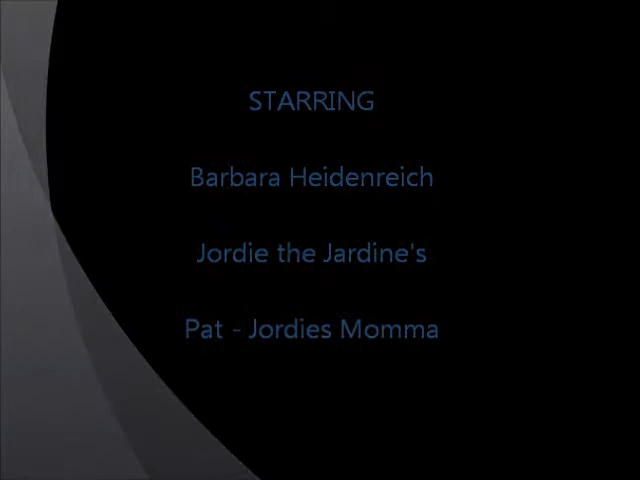 STARRING
Barbara Heidenreich
Jordie the Jardine's
Pat - Jordies Momma